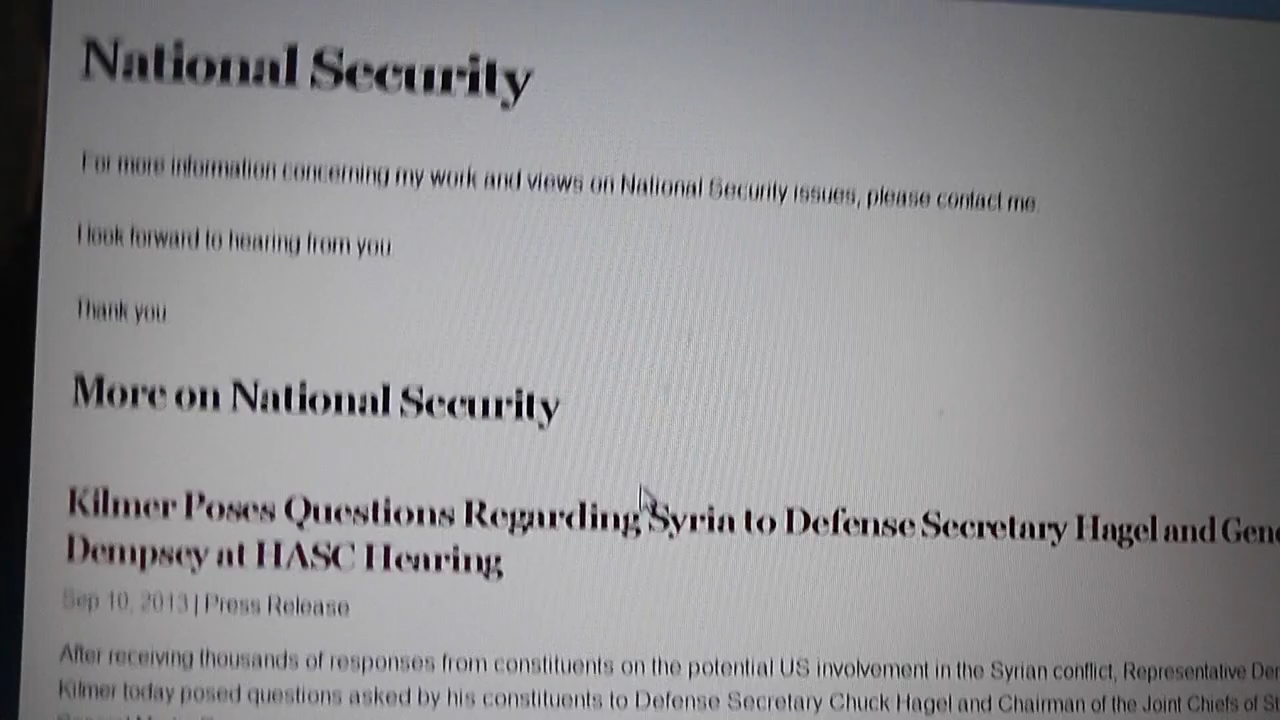 National Security
For more information concerning my work and views on National Security issues, please contact me.
I look forward to hearing from you.
Thank you.
More on National Security
Kilmer Poses Questions Regarding Syria to Defense Secretary Hagel and Gene
Dempsey at HASC Hearing
Sep 10, 2013 | Press Release
After receiving thousands of responses from constituents on the potential US involvement in the Syrian conflict, Representative Der
Kilmer today posed questions asked by his constituents to Defense Secretary Chuck Hagel and Chairman of the Joint Chiefs of St